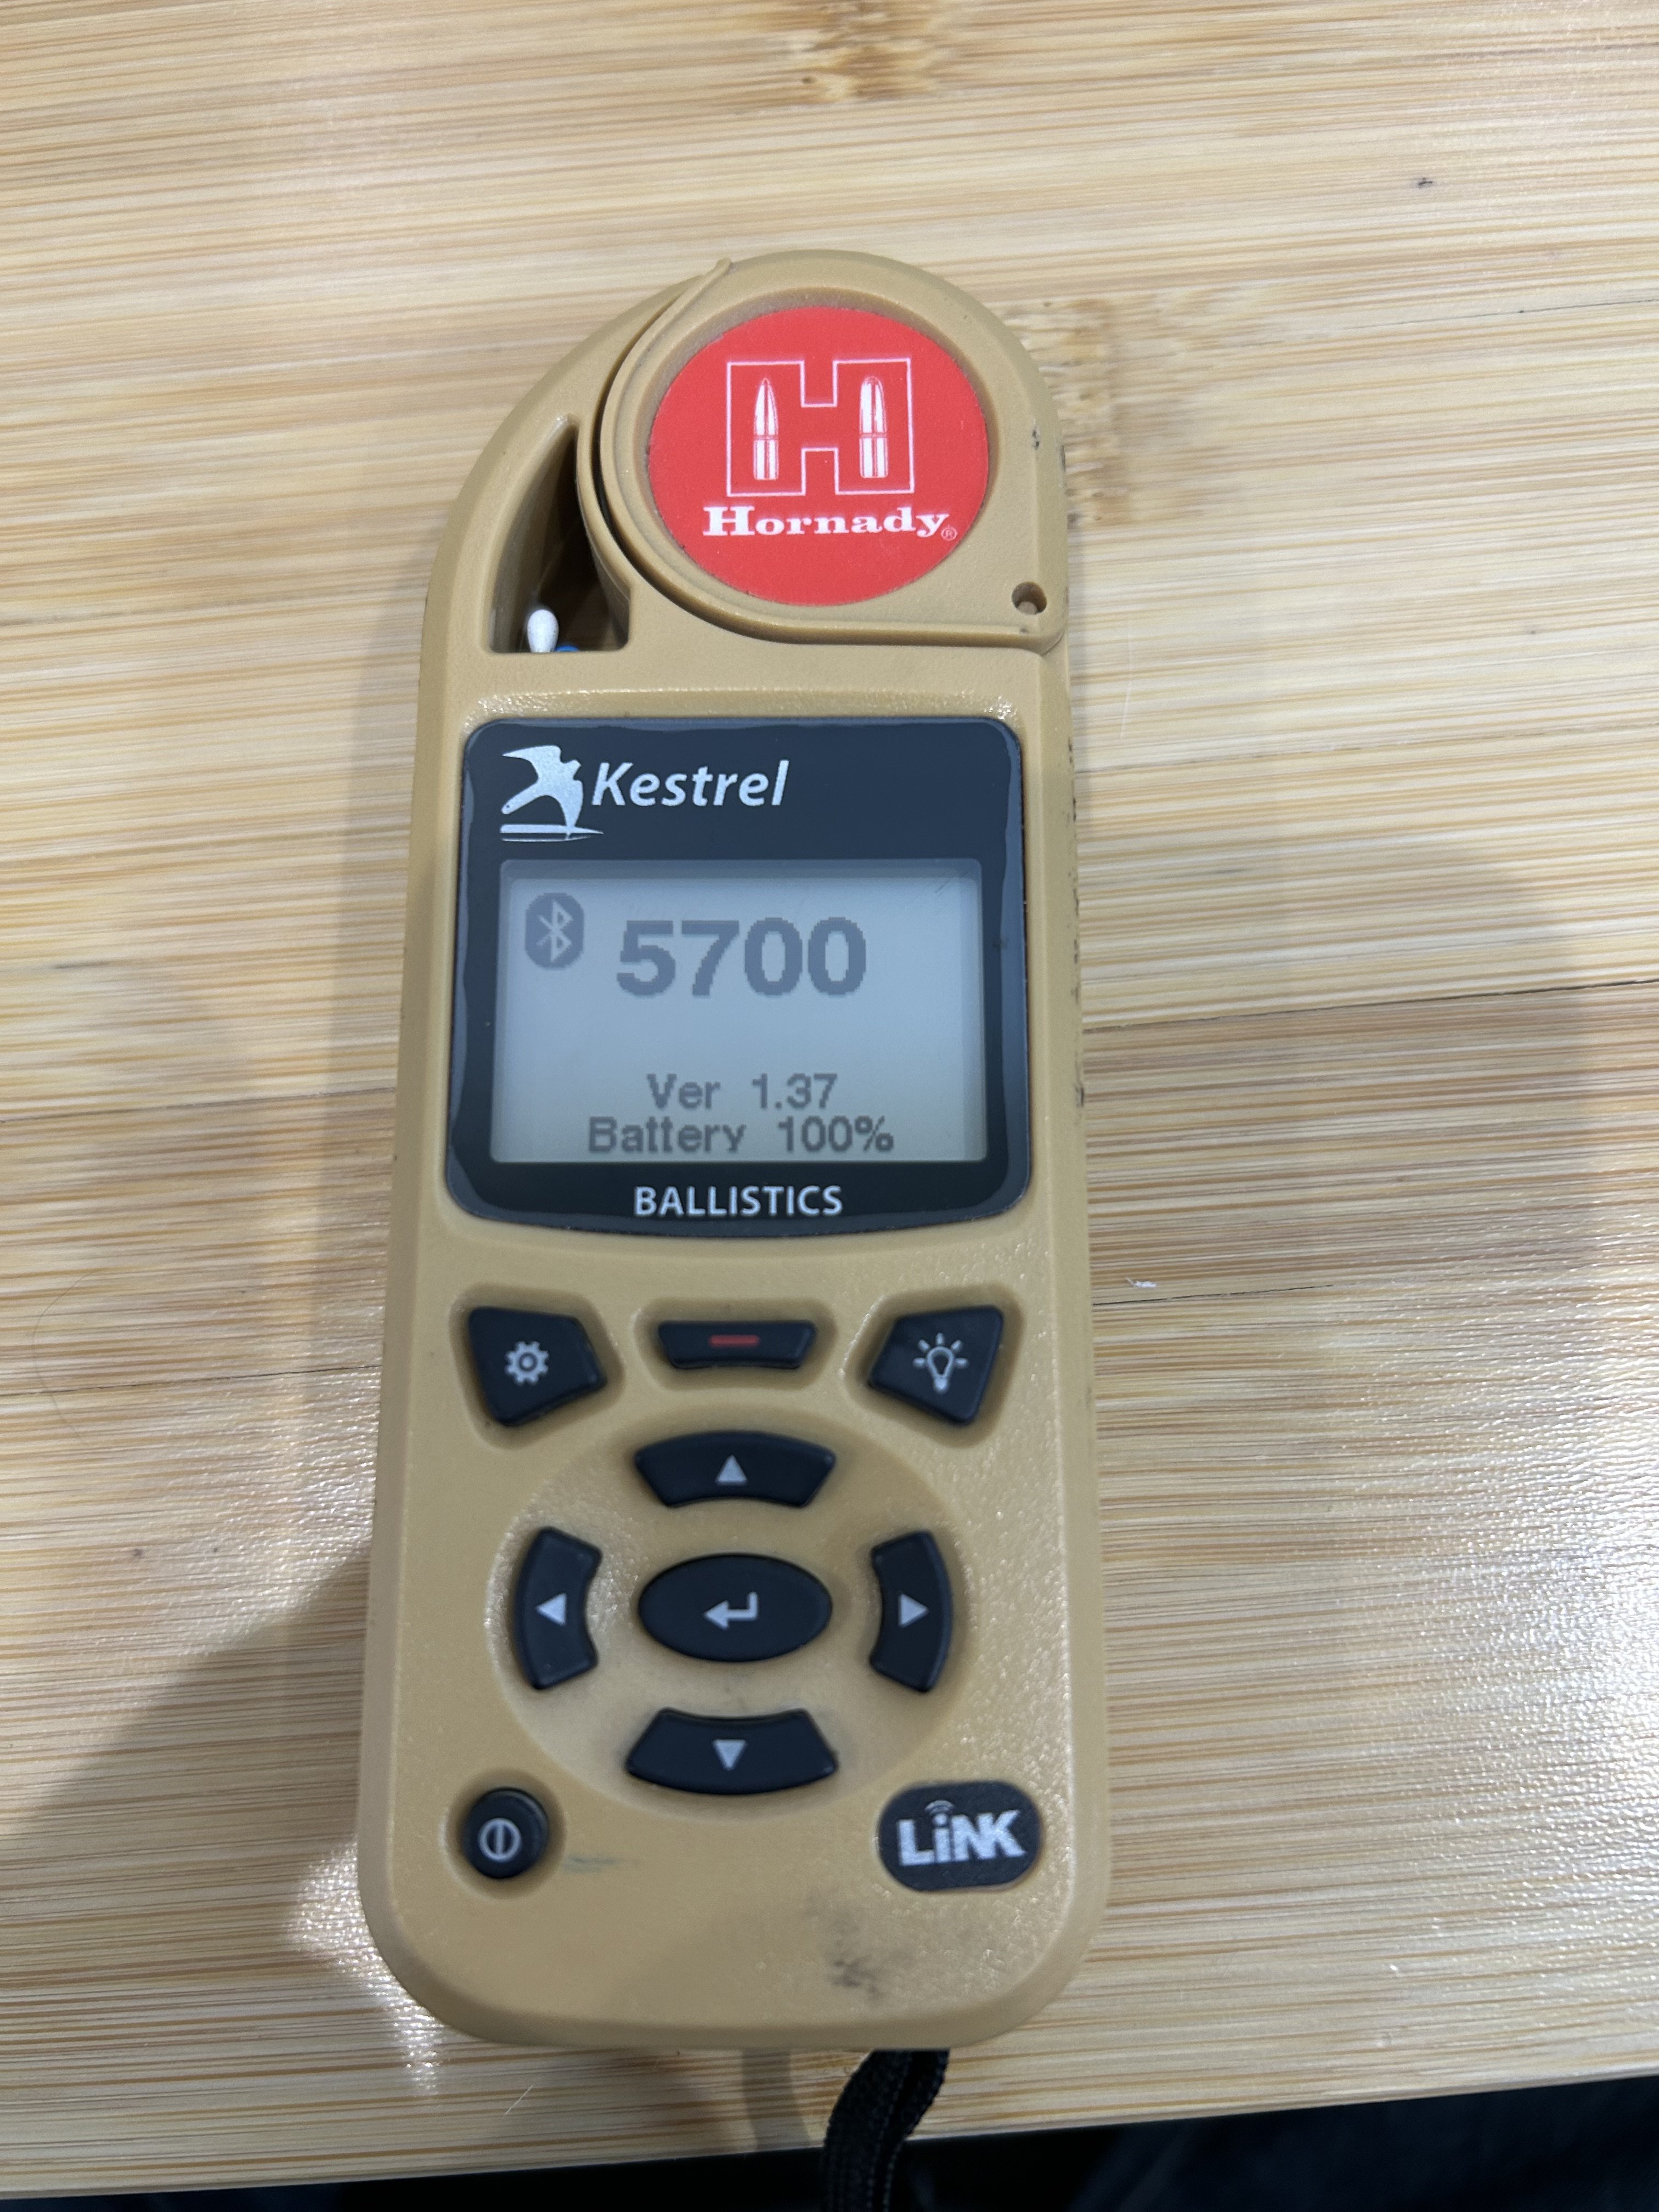 Hornady®
Kestrel
5700
Ver 1.37
Battery 100%
BALLISTICS
LiNK